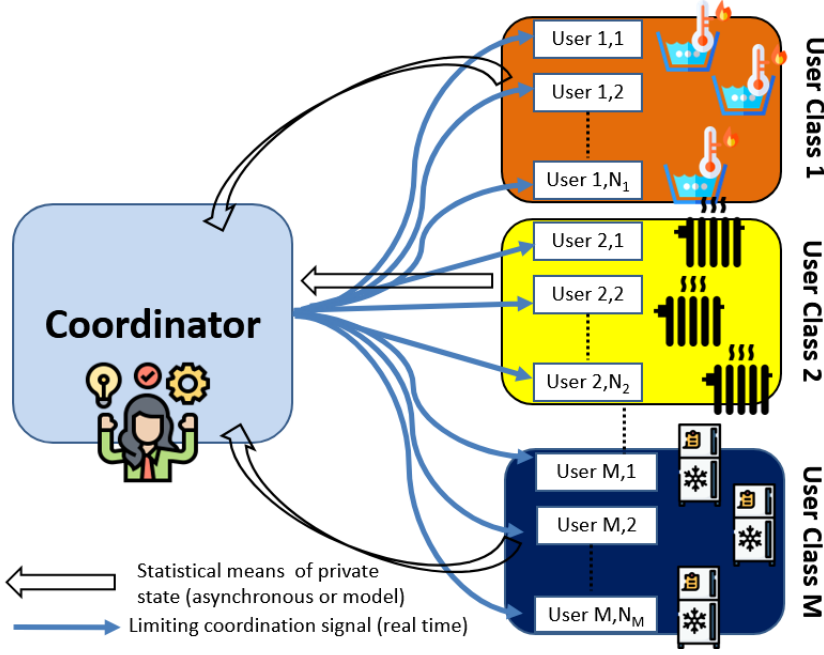 User 1,1
User 1,2
User 1,N₁
User Class 1
User 2,1
User 2,2
User 2,N₂
User Class 2
Coordinator
User M,1
User M,2
User M,N_M
User Class M
Statistical means of private
state (asynchronous or model)
Limiting coordination signal (real time)